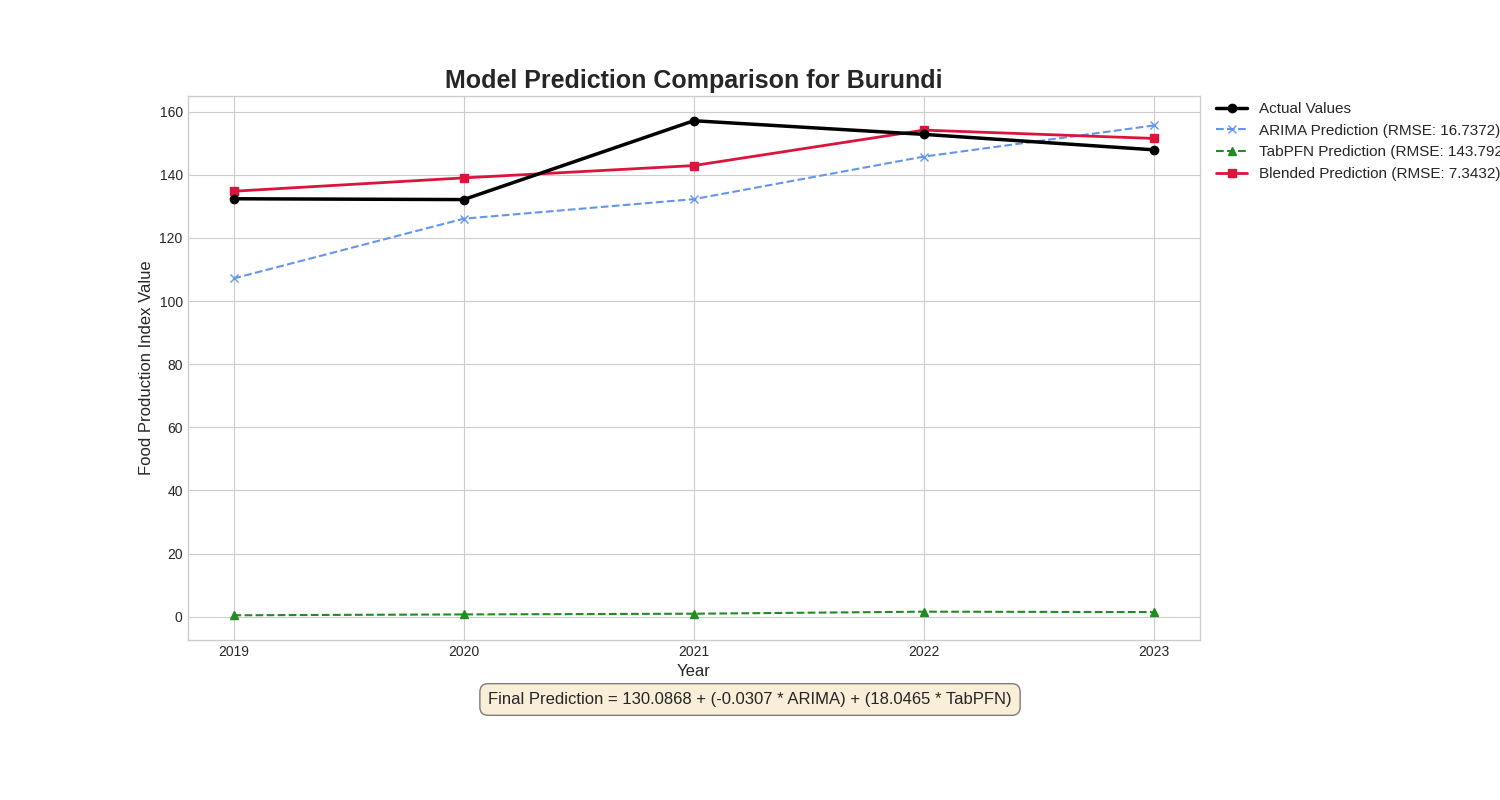 Model Prediction Comparison for Burundi
Actual Values
ARIMA Prediction (RMSE: 16.7372)
TabPFN Prediction (RMSE: 143.792
Blended Prediction (RMSE: 7.3432)
Food Production Index Value
160
140
120
100
80
60
40
20
0
2019 2020 2021 2022 2023
Year
Final Prediction = 130.0868 + (-0.0307 * ARIMA) + (18.0465 * TabPFN)